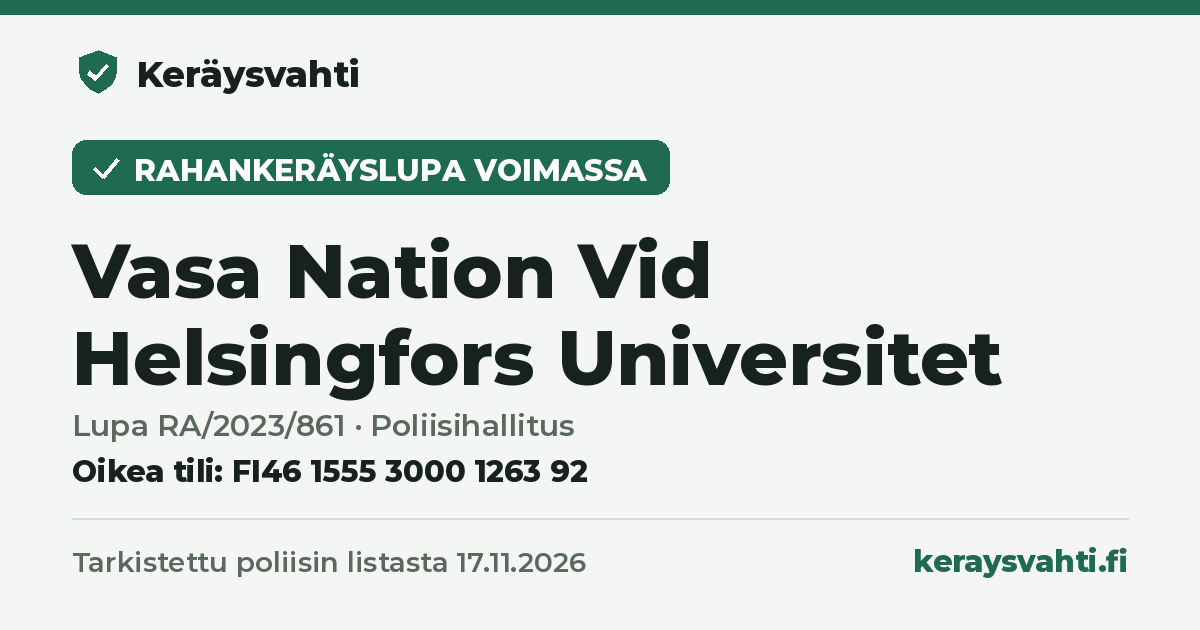 Keräysvahti
RAHANKERÄYSLUPA VOIMASSA
Vasa Nation Vid
Helsingfors Universitet
Lupa RA/2023/861 · Poliisihallitus
Oikea tili: FI46 1555 3000 1263 92
Tarkistettu poliisin listasta 17.11.2026
keraysvahti.fi